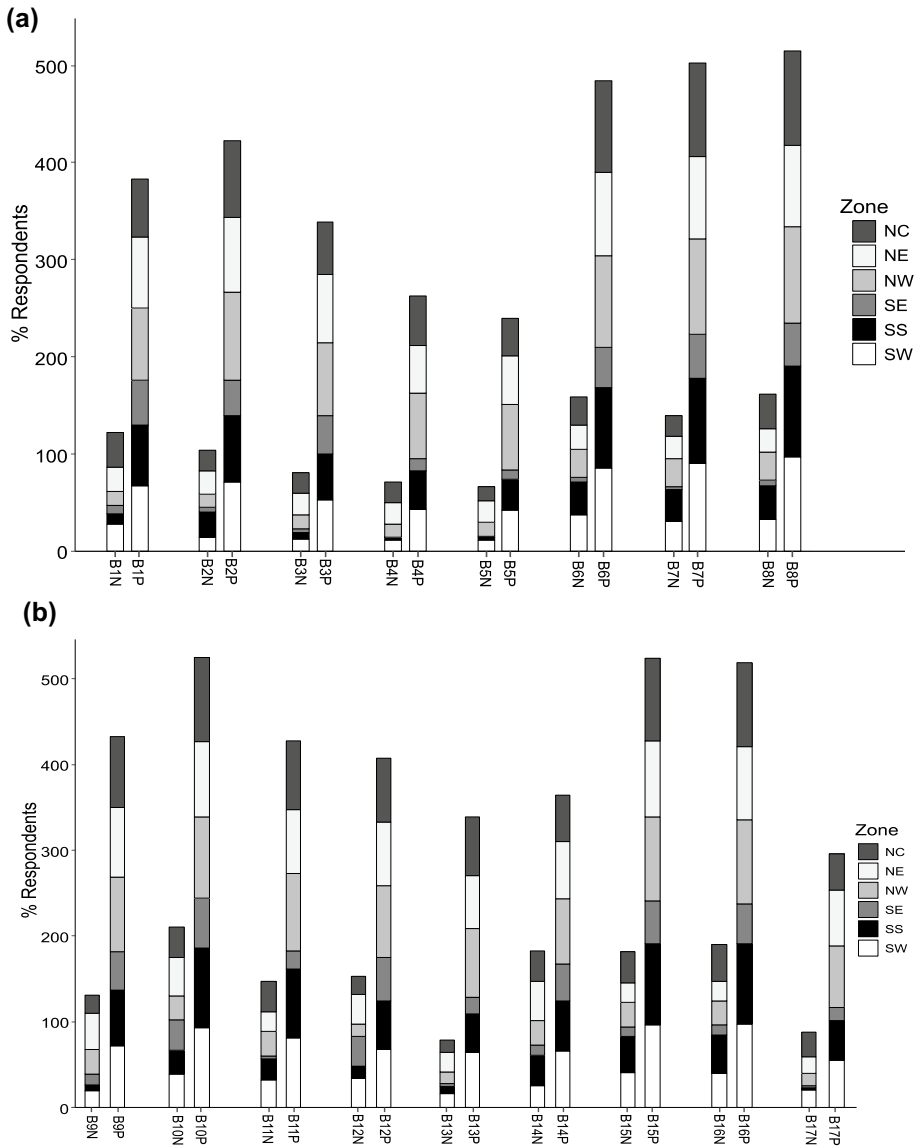 (a)
500
400
300
200
100
0
% Respondents
B1N B1P B2N B2P B3N B3P B4N B4P B5N B5P B6N B6P B7N B7P B8N B8P
Zone
NC
NE
NW
SE
SS
SW
(b)
500
400
300
200
100
0
% Respondents
B9N B9P B10N B10P B11N B11P B12N B12P B13N B13P B14N B14P B15N B15P B16N B16P B17N B17P
Zone
NC
NE
NW
SE
SS
SW